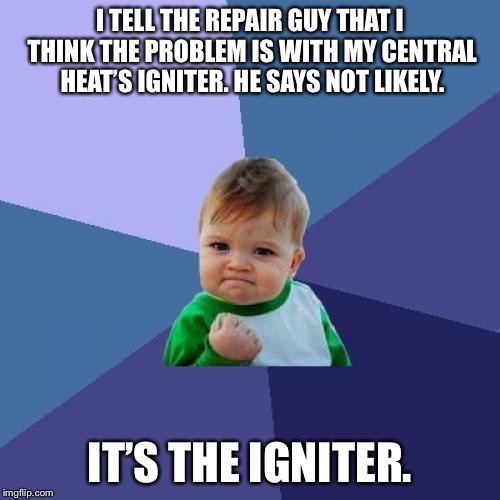 I TELL THE REPAIR GUY THAT I
THINK THE PROBLEM IS WITH MY CENTRAL
HEAT'S IGNITER. HE SAYS NOT LIKELY.
IT'S THE IGNITER.
imgflip.com